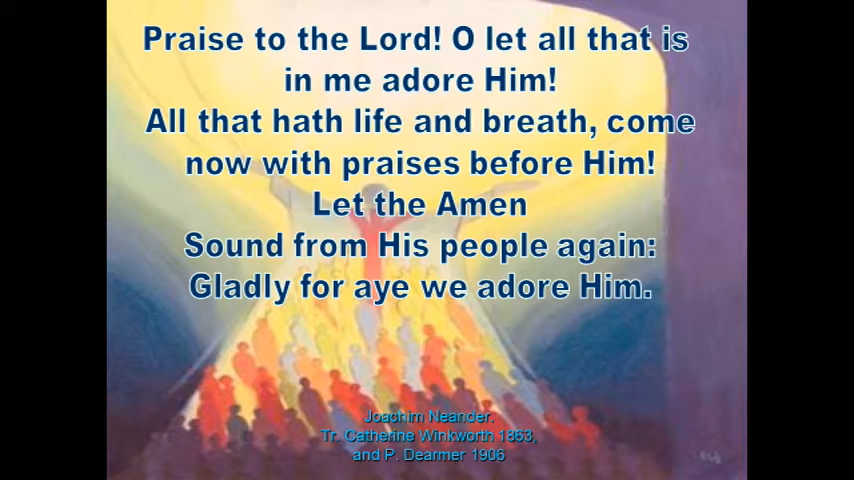 Praise to the Lord! O let all that is
in me adore Him!
All that hath life and breath, come
now with praises before Him!
Let the Amen
Sound from His people again:
Gladly for aye we adore Him.
Joachim Neander.
Tr. Catherine Winkworth 1863,
and P. Dearmer 1906